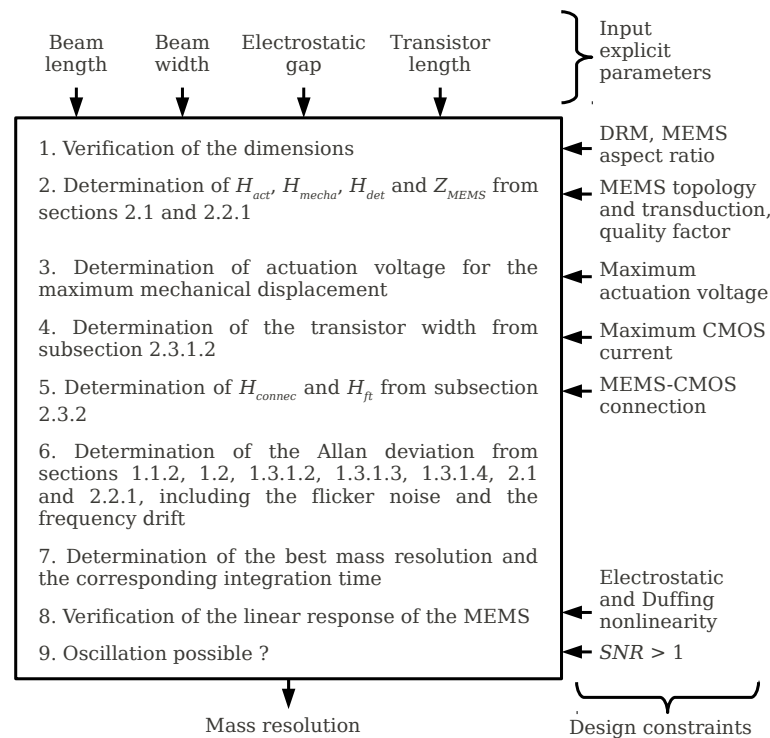 Beam length
Beam width
Electrostatic gap
Transistor length
Input explicit parameters
1. Verification of the dimensions
DRM, MEMS aspect ratio
2. Determination of H_act, H_mecha, H_det and Z_MEMS from
sections 2.1 and 2.2.1
MEMS topology
and transduction,
quality factor
3. Determination of actuation voltage for the
maximum mechanical displacement
Maximum
actuation voltage
4. Determination of the transistor width from
subsection 2.3.1.2
Maximum CMOS
current
5. Determination of H_connec and H_ft from subsection
2.3.2
MEMS-CMOS
connection
6. Determination of the Allan deviation from
sections 1.1.2, 1.2, 1.3.1.2, 1.3.1.3, 1.3.1.4, 2.1
and 2.2.1, including the flicker noise and the
frequency drift
7. Determination of the best mass resolution and
the corresponding integration time
8. Verification of the linear response of the MEMS
Electrostatic
and Duffing
nonlinearity
9. Oscillation possible ?
SNR > 1
Mass resolution
Design constraints